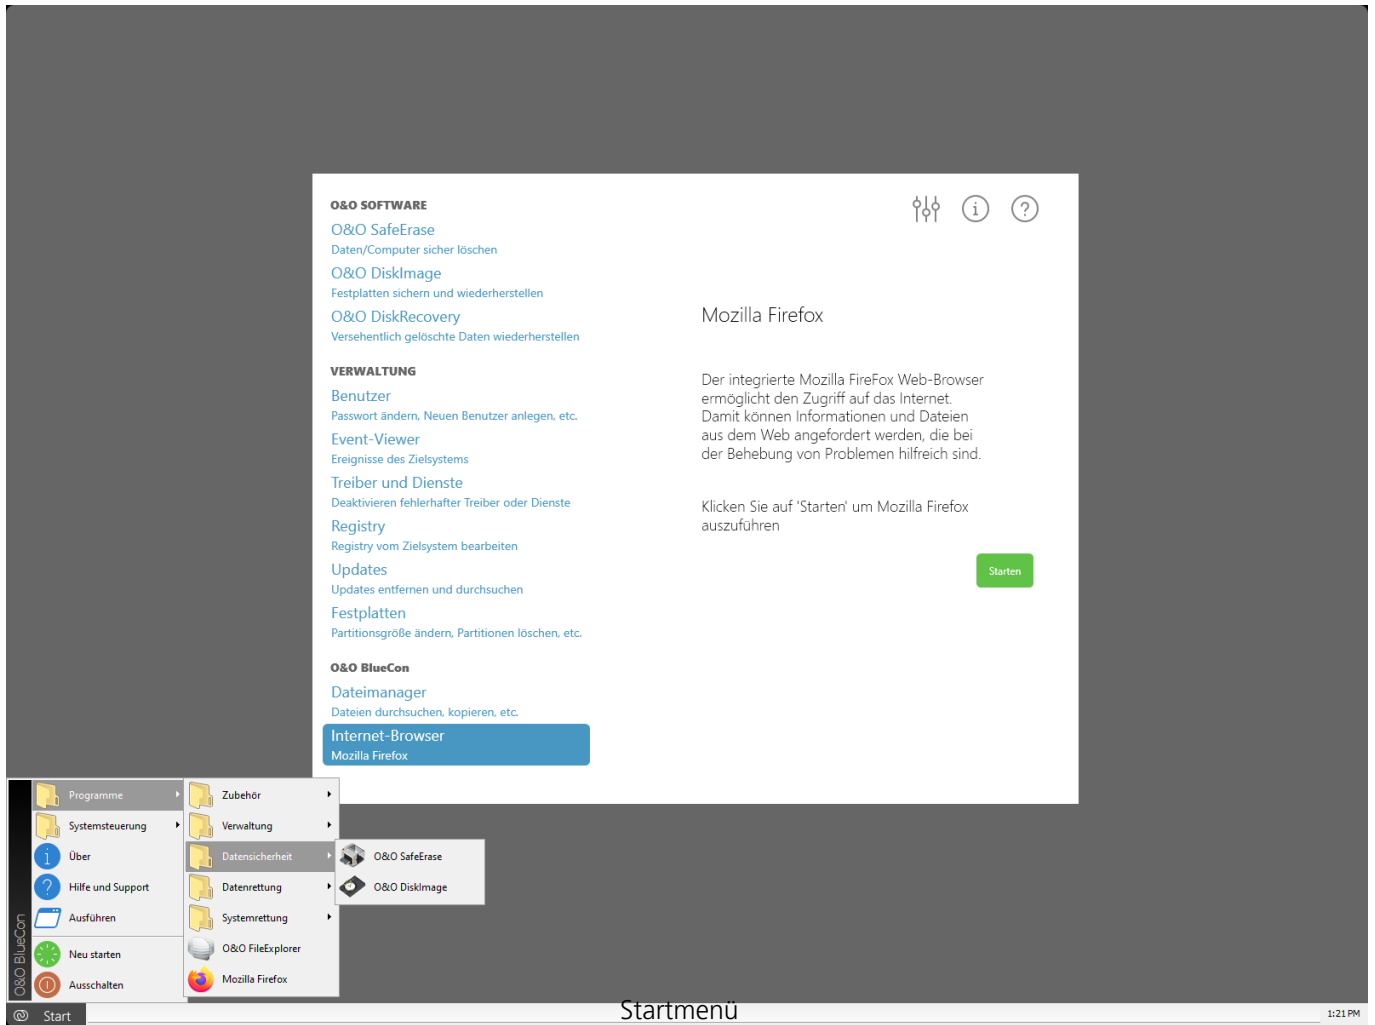 O&O SOFTWARE
O&O SafeErase
Daten/Computer sicher löschen
O&O DiskImage
Festplatten sichern und wiederherstellen
O&O DiskRecovery
Versehentlich gelöschte Daten wiederherstellen
VERWALTUNG
Benutzer
Passwort ändern, Neuen Benutzer anlegen, etc.
Event-Viewer
Ereignisse des Zielsystems
Treiber und Dienste
Deaktivieren fehlerhafter Treiber oder Dienste
Registry
Registry vom Zielsystem bearbeiten
Updates
Updates entfernen und durchsuchen
Festplatten
Partitionsgröße ändern, Partitionen löschen, etc.
O&O BlueCon
Dateimanager
Dateien durchsuchen, kopieren, etc.
Internet-Browser
Mozilla Firefox
Mozilla Firefox
Der integrierte Mozilla FireFox Web-Browser
ermöglicht den Zugriff auf das Internet.
Damit können Informationen und Dateien
aus dem Web angefordert werden, die bei
der Behebung von Problemen hilfreich sind.
Klicken Sie auf 'Starten' um Mozilla Firefox
auszuführen
Starten
O&O BlueCon
Programme
Systemsteuerung
Über
Hilfe und Support
Ausführen
Neu starten
Ausschalten
Zubehör
Verwaltung
Datensicherheit
Datenrettung
Systemrettung
O&O FileExplorer
Mozilla Firefox
O&O SafeErase
O&O DiskImage
Start
Startmenü
1:21 PM